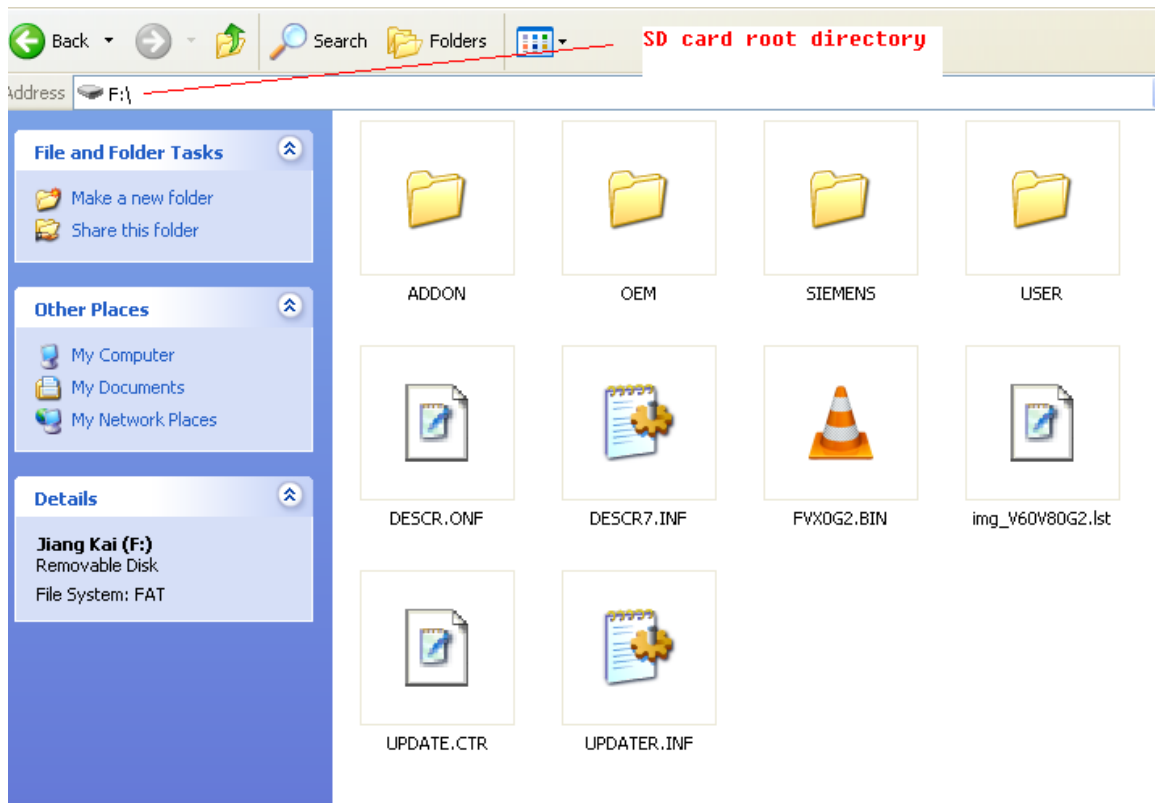 Back
Search
Folders
SD card root directory
Address F:\
File and Folder Tasks
Make a new folder
Share this folder
Other Places
My Computer
My Documents
My Network Places
Details
Jiang Kai (F:)
Removable Disk
File System: FAT
ADDON
OEM
SIEMENS
USER
DESCR.ONF
DESCR7.INF
FVX0G2.BIN
img_V60V80G2.lst
UPDATE.CTR
UPDATER.INF